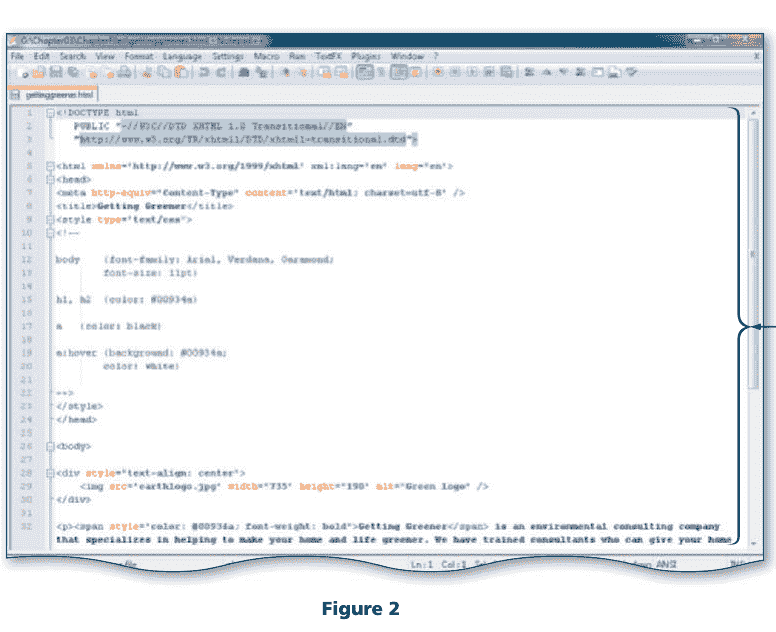 G:\Chapter03\ChapterFiles\gettinggreener.html - Notepad++
File Edit Search View Format Language Settings Macro Run TextFX Plugins Window ?
X
gettinggreener.html
1 <!DOCTYPE html
2 PUBLIC "-//W3C//DTD XHTML 1.0 Transitional//EN"
3 "http://www.w3.org/TR/xhtml1/DTD/xhtml1-transitional.dtd">
4
5 <html xmlns="http://www.w3.org/1999/xhtml" xml:lang="en" lang="en">
6 <head>
7 <meta http-equiv="Content-Type" content="text/html; charset=utf-8" />
8 <title>Getting Greener</title>
9 <style type="text/css">
10 <!--
11
12 body {font-family: Arial, Verdana, Garamond;
13 font-size: 11pt}
14
15 h1, h2 {color: #00934a}
16
17 a {color: black}
18
19 a:hover {background: #00934a;
20 color: white}
21
22 -->
23 </style>
24 </head>
25
26 <body>
27
28 <div style="text-align: center">
29 <img src="earthlogo.jpg" width="735" height="190" alt="Green logo" />
30 </div>
31
32 <p><span style="color: #00934a; font-weight: bold">Getting Greener</span> is an environmental consulting company
that specializes in helping to make your home and life greener. We have trained consultants who can give your home
file Ln:1 Col:1 ANSI
Figure 2